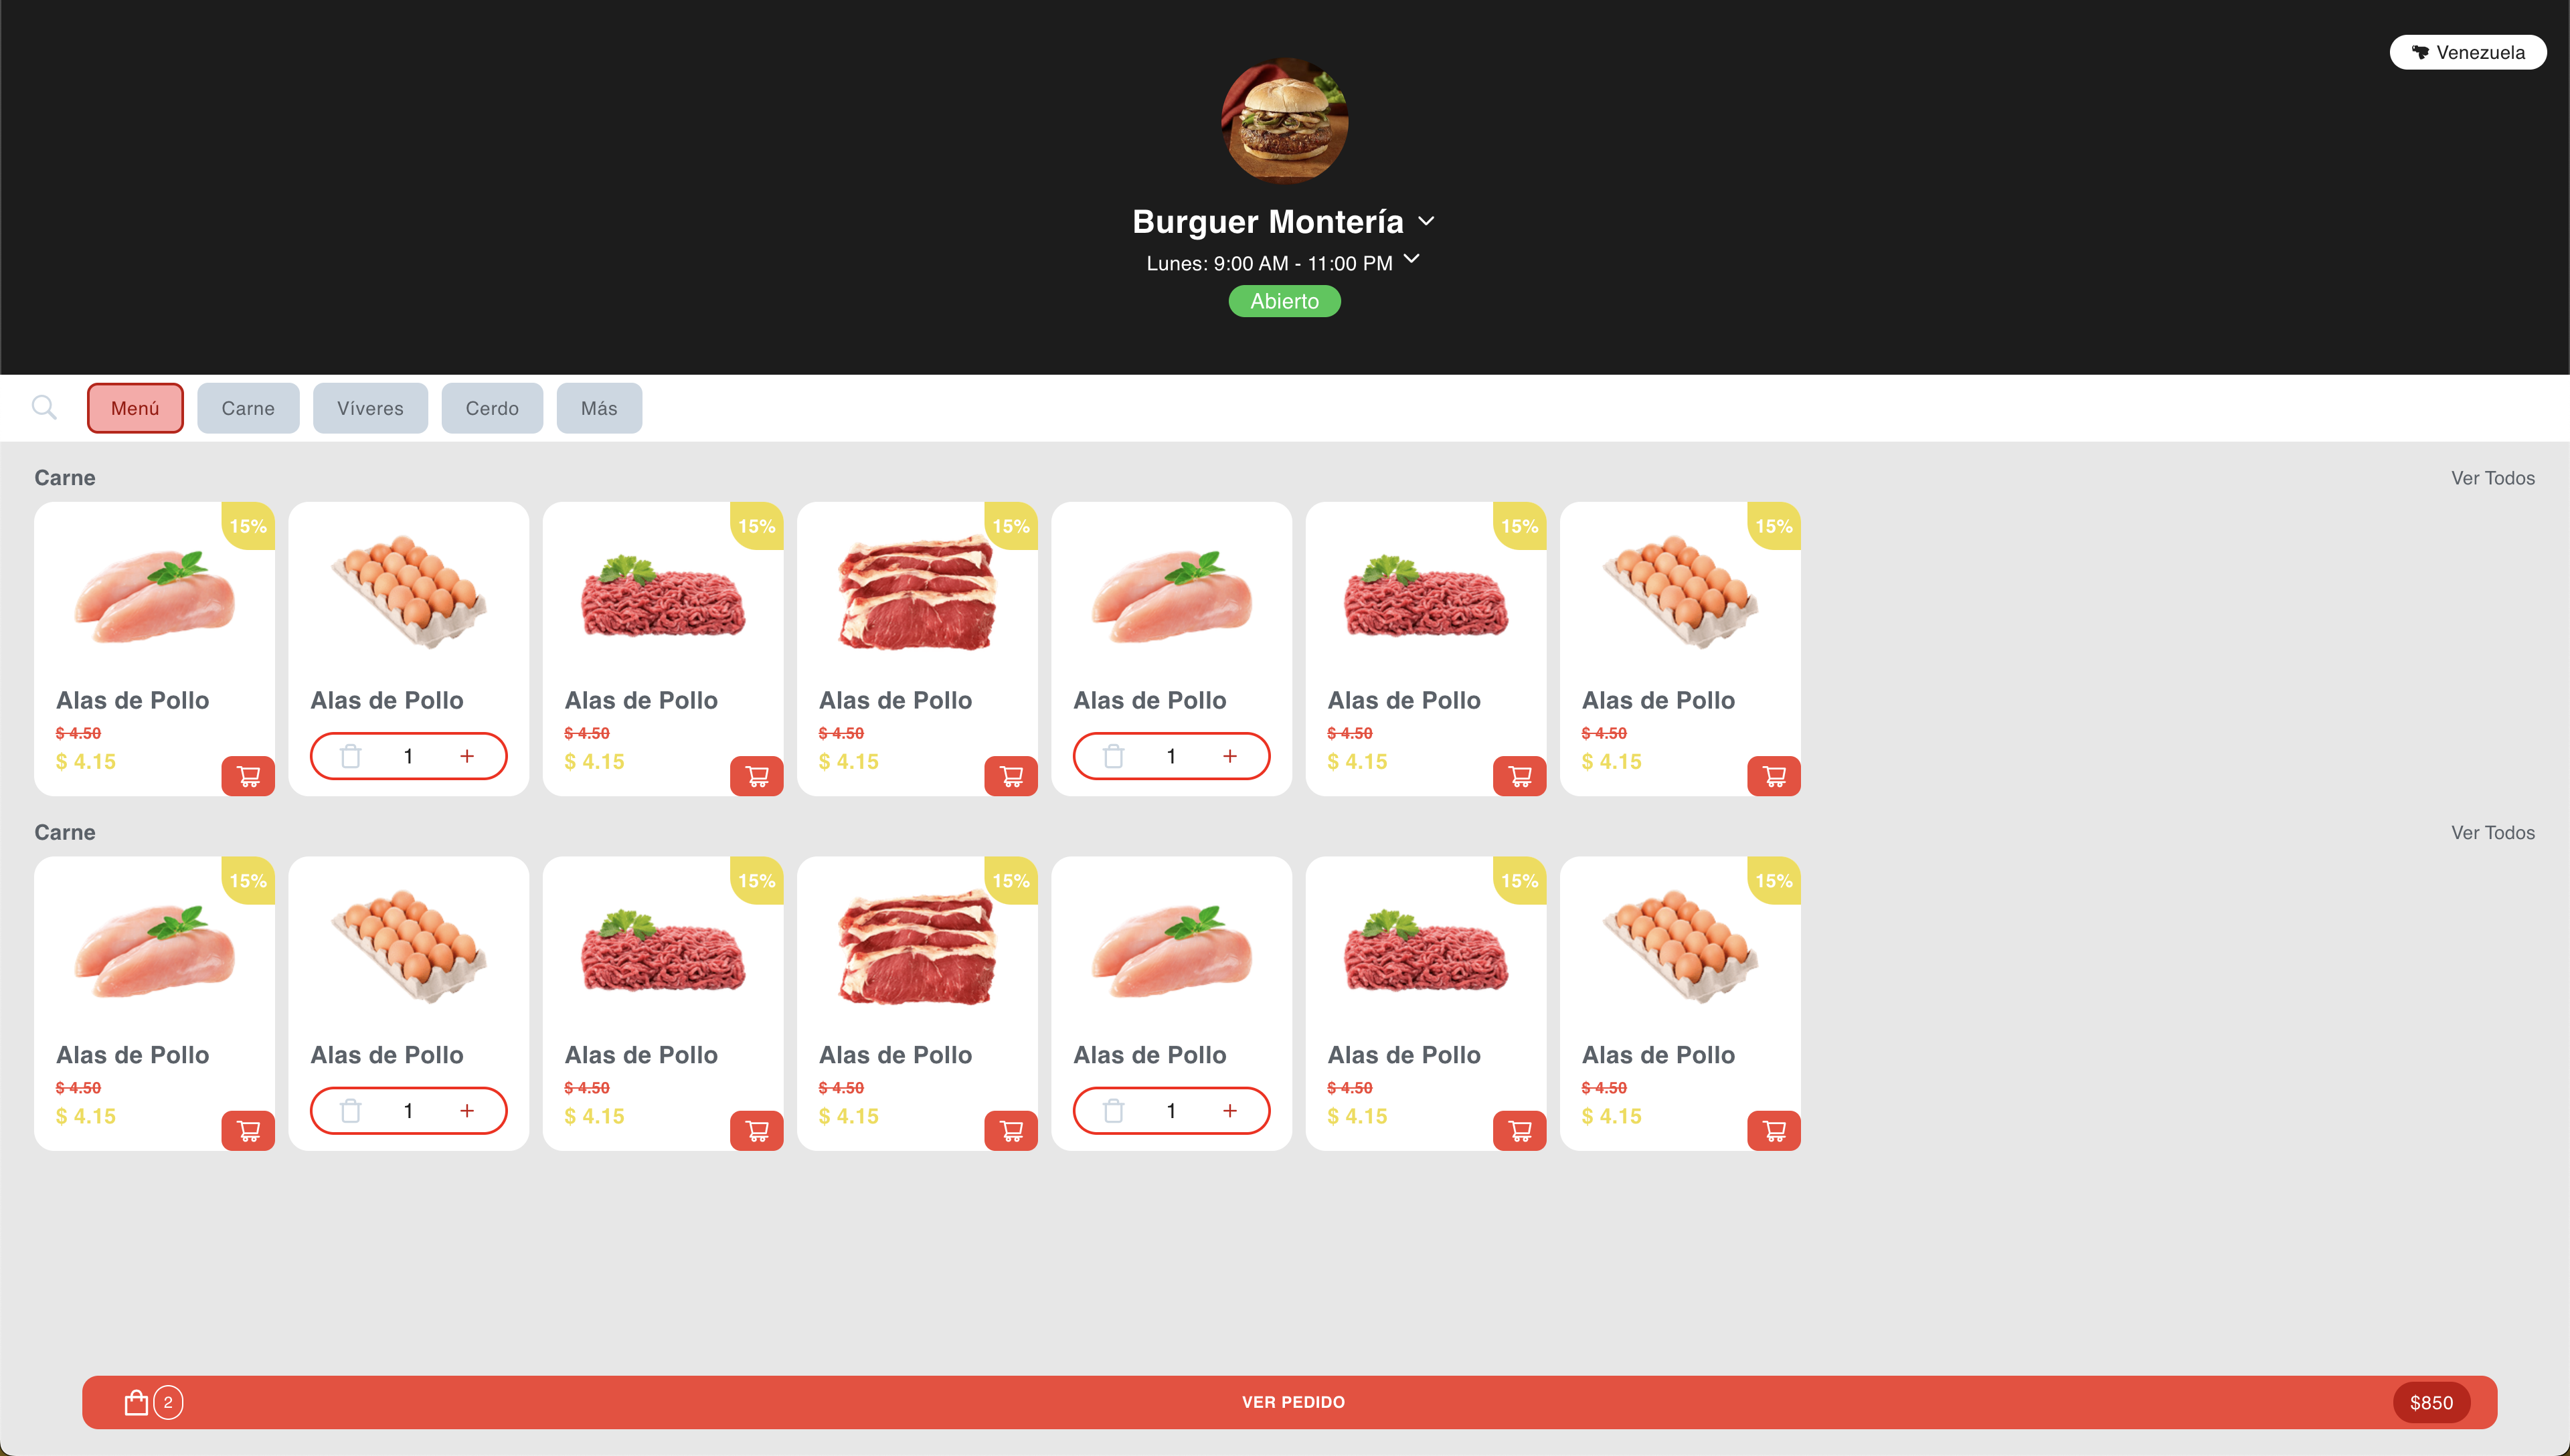 Venezuela
Burguer Montería
Lunes: 9:00 AM - 11:00 PM
Abierto
Menú Carne Víveres Cerdo Más
Carne Ver Todos
15% 15% 15% 15% 15%
Alas de Pollo Alas de Pollo Alas de Pollo Alas de Pollo Alas de Pollo Alas de Pollo Alas de Pollo
$ 4.50 $ 4.50 $ 4.50 $ 4.50 $ 4.50
$ 4.15 1 + $ 4.15 $ 4.15 1 + $ 4.15 $ 4.15
Carne Ver Todos
15% 15% 15% 15% 15%
Alas de Pollo Alas de Pollo Alas de Pollo Alas de Pollo Alas de Pollo Alas de Pollo Alas de Pollo
$ 4.50 $ 4.50 $ 4.50 $ 4.50 $ 4.50
$ 4.15 1 + $ 4.15 $ 4.15 1 + $ 4.15 $ 4.15
2 VER PEDIDO $850